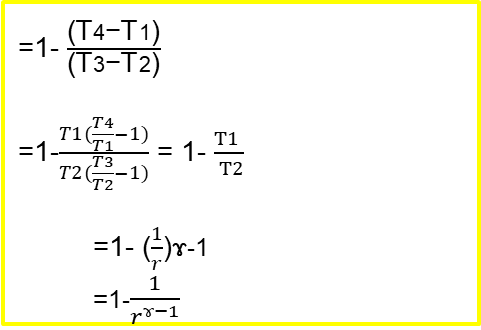 =1- (T4−T1)/(T3−T2)
=1- T1(T4/T1−1)/T2(T3/T2−1) = 1- T1/T2
=1- (1/r)ɤ-1
=1- 1/r^ɤ−1